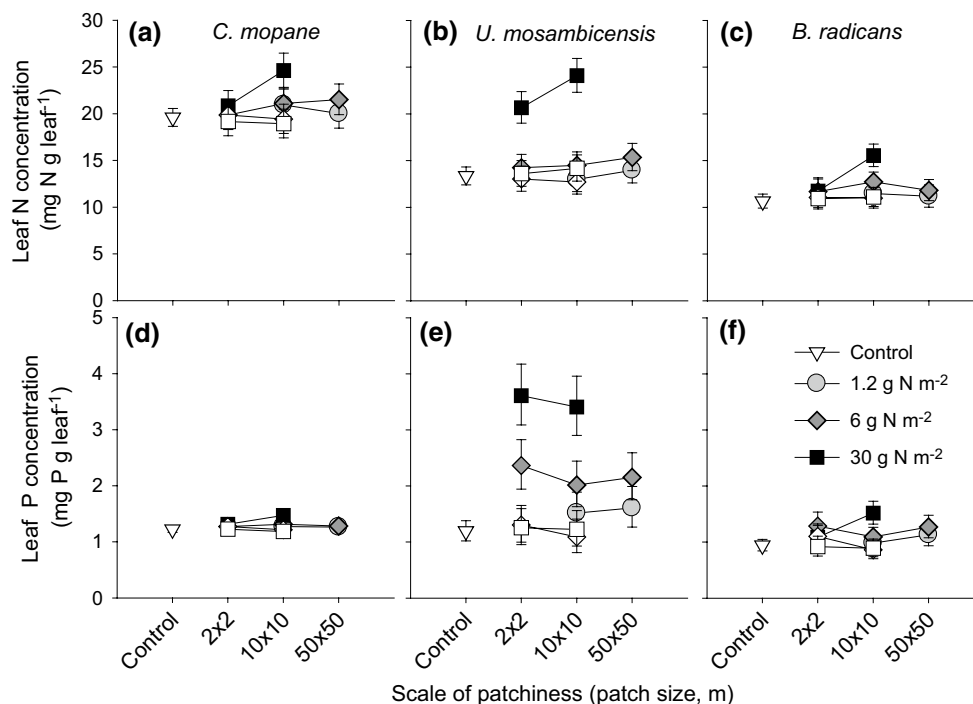 (a) C. mopane
(b) U. mosambicensis
(c) B. radicans
Leaf N concentration
(mg N g leaf⁻¹)
30
25
20
15
10
5
0
(d)
(e)
(f)
Leaf P concentration
(mg P g leaf⁻¹)
5
4
3
2
1
0
Control
1.2 g N m⁻²
6 g N m⁻²
30 g N m⁻²
Control 2x2 10x10 50x50
Control 2x2 10x10 50x50
Control 2x2 10x10 50x50
Scale of patchiness (patch size, m)